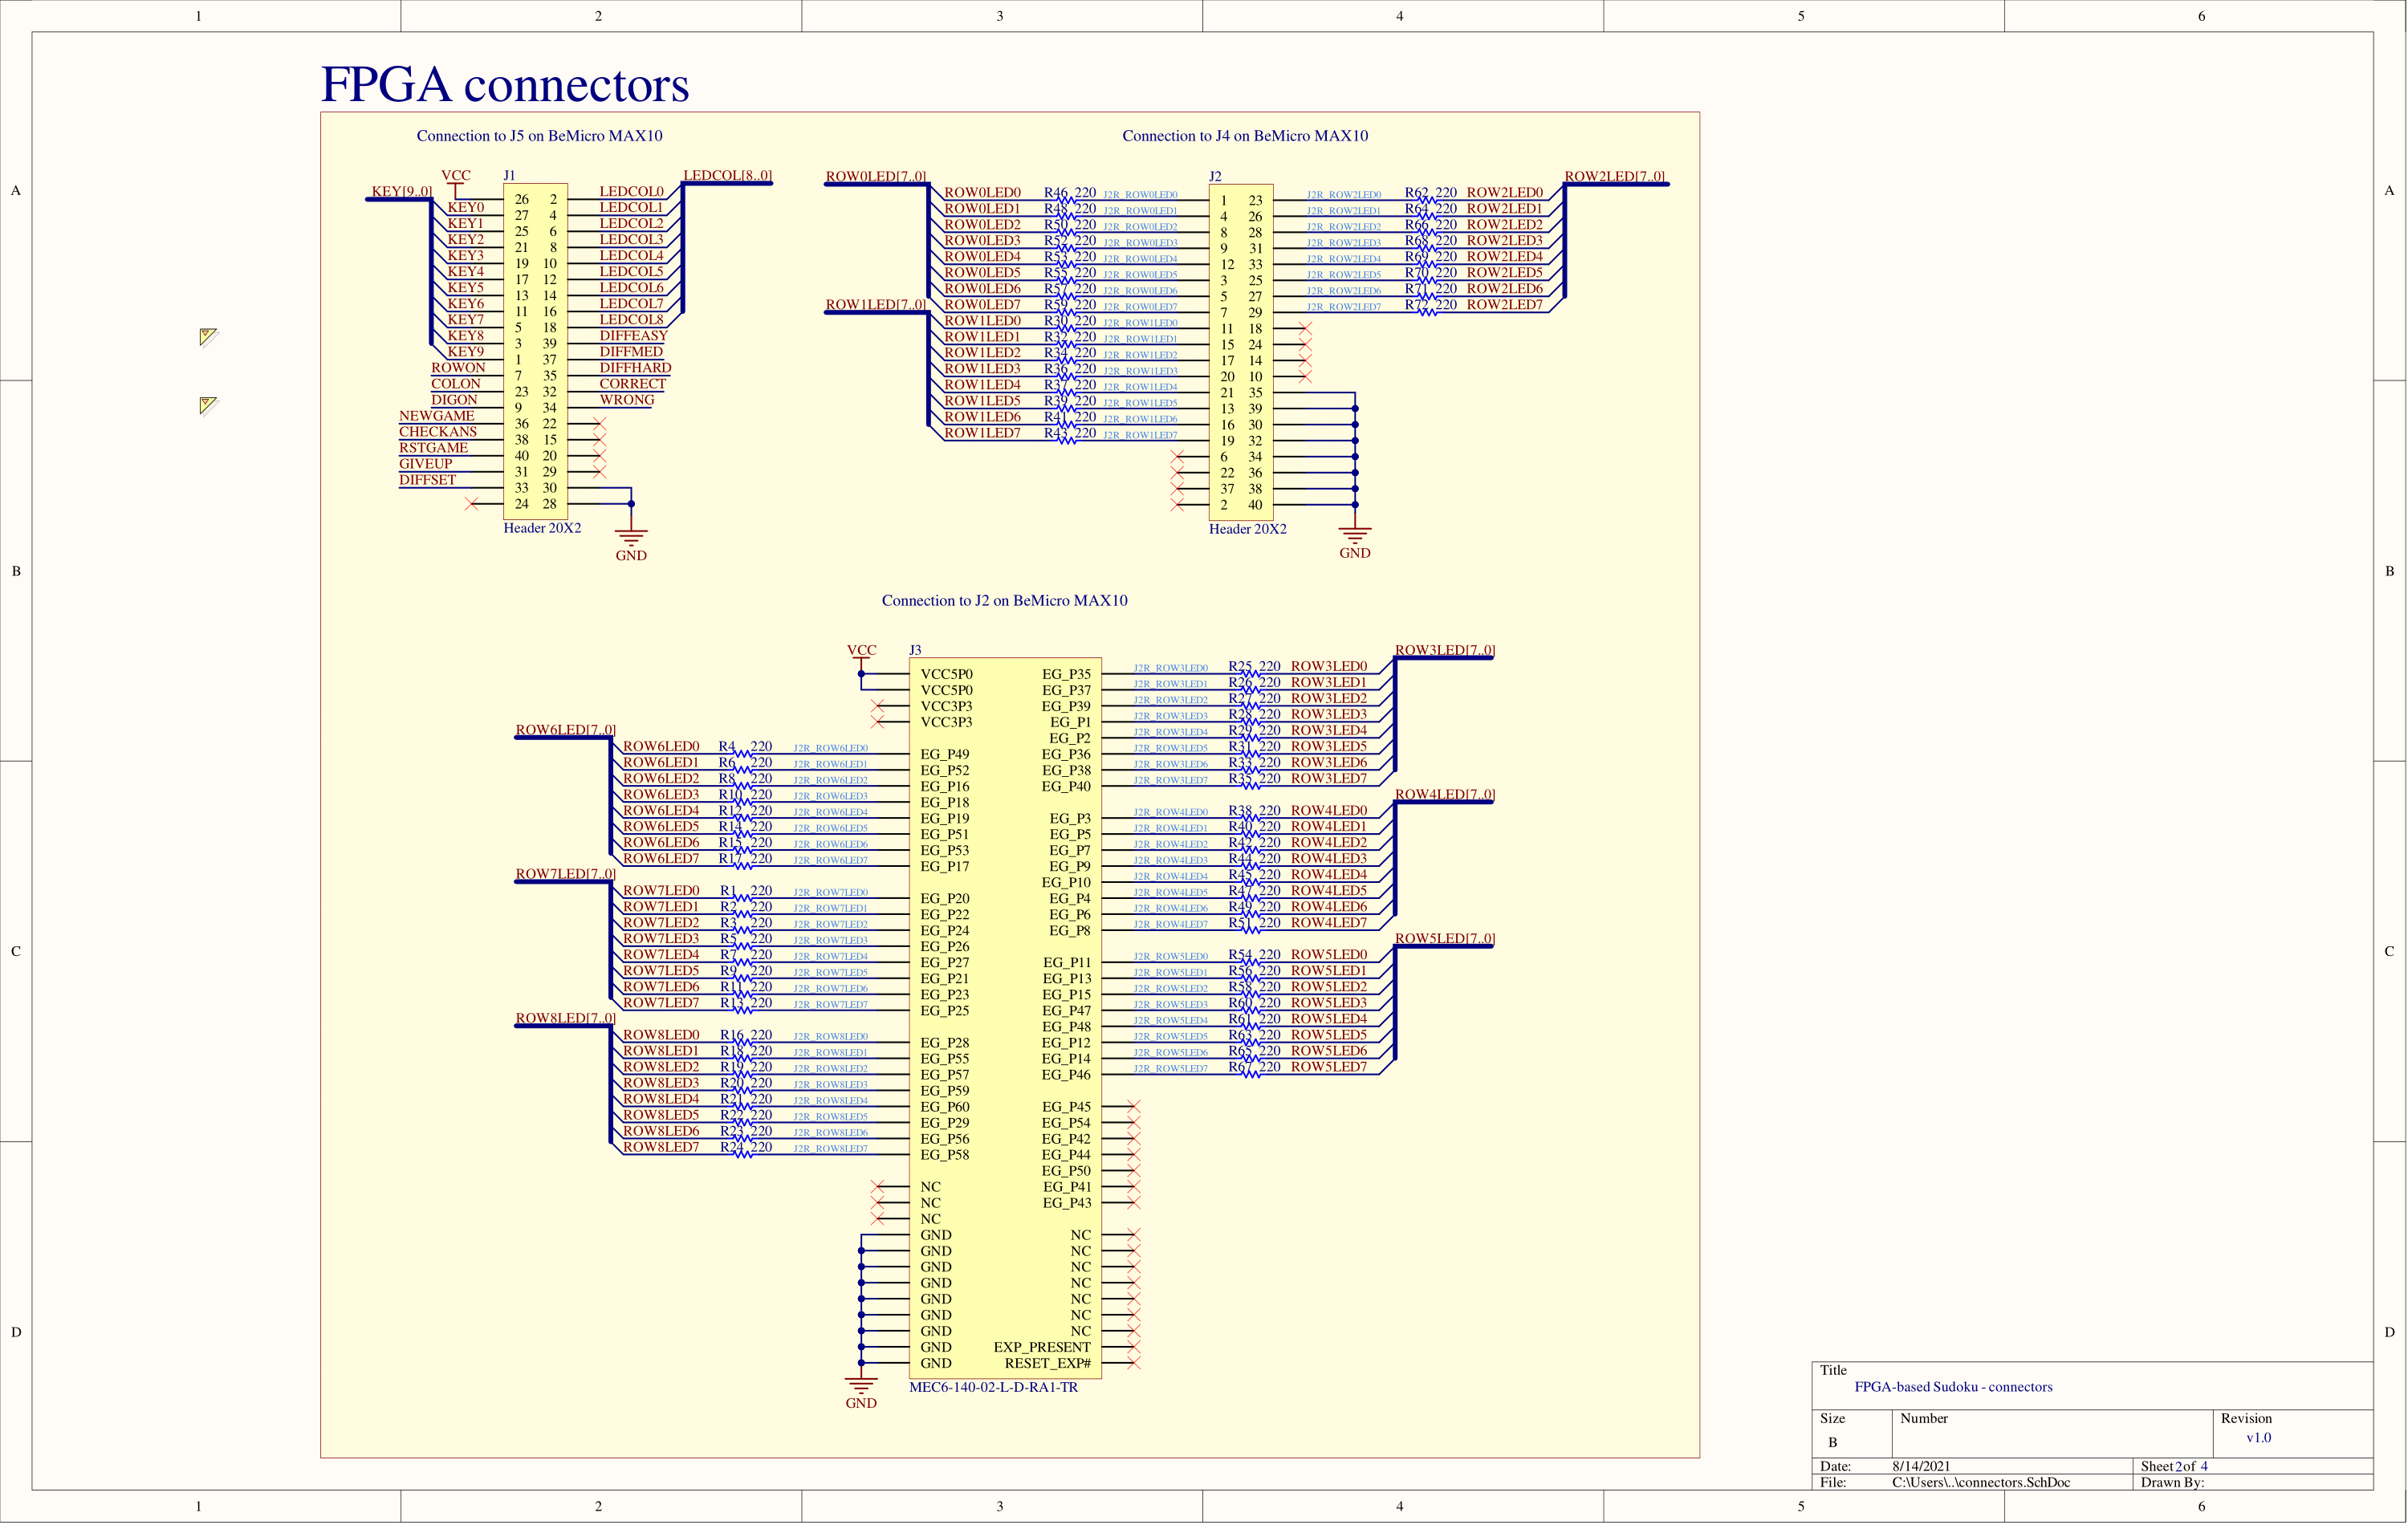 1 2 3 4 5 6
FPGA connectors
Connection to J5 on BeMicro MAX10
VCC
J1
KEY[9..0]
LEDCOL[8..0]
26 2 LEDCOL0
KEY0 27 4 LEDCOL1
KEY1 25 6 LEDCOL2
KEY2 21 8 LEDCOL3
KEY3 19 10 LEDCOL4
KEY4 17 12 LEDCOL5
KEY5 13 14 LEDCOL6
KEY6 11 16 LEDCOL7
KEY7 5 18 LEDCOL8
KEY8 3 39 DIFFEASY
KEY9 1 37 DIFFMED
ROWON 7 35 DIFFHARD
COLON 23 32 CORRECT
DIGON 9 34 WRONG
NEWGAME 36 22
CHECKANS 38 15
RSTGAME 40 20
GIVEUP 31 29
DIFFSET 33 30
24 28
Header 20X2
GND
Connection to J4 on BeMicro MAX10
J2
ROW0LED[7..0]
ROW1LED[7..0]
ROW2LED[7..0]
ROW0LED0 R46 220 J2R_ROW0LED0 1 23 J2R_ROW2LED0 R62 220 ROW2LED0
ROW0LED1 R48 220 J2R_ROW0LED1 4 26 J2R_ROW2LED1 R64 220 ROW2LED1
ROW0LED2 R50 220 J2R_ROW0LED2 8 28 J2R_ROW2LED2 R66 220 ROW2LED2
ROW0LED3 R52 220 J2R_ROW0LED3 9 31 J2R_ROW2LED3 R68 220 ROW2LED3
ROW0LED4 R53 220 J2R_ROW0LED4 12 33 J2R_ROW2LED4 R69 220 ROW2LED4
ROW0LED5 R55 220 J2R_ROW0LED5 3 25 J2R_ROW2LED5 R70 220 ROW2LED5
ROW0LED6 R57 220 J2R_ROW0LED6 5 27 J2R_ROW2LED6 R71 220 ROW2LED6
ROW0LED7 R59 220 J2R_ROW0LED7 7 29 J2R_ROW2LED7 R72 220 ROW2LED7
ROW1LED0 R30 220 J2R_ROW1LED0 11 18
ROW1LED1 R32 220 J2R_ROW1LED1 15 24
ROW1LED2 R34 220 J2R_ROW1LED2 17 14
ROW1LED3 R36 220 J2R_ROW1LED3 20 10
ROW1LED4 R37 220 J2R_ROW1LED4 21 35
ROW1LED5 R39 220 J2R_ROW1LED5 13 39
ROW1LED6 R41 220 J2R_ROW1LED6 16 30
ROW1LED7 R43 220 J2R_ROW1LED7 19 32
6 34
22 36
37 38
2 40
Header 20X2
GND
Connection to J2 on BeMicro MAX10
VCC
J3
ROW3LED[7..0]
VCC5P0 EG_P35 J2R_ROW3LED0 R25 220 ROW3LED0
VCC5P0 EG_P37 J2R_ROW3LED1 R26 220 ROW3LED1
VCC3P3 EG_P39 J2R_ROW3LED2 R27 220 ROW3LED2
VCC3P3 EG_P1 J2R_ROW3LED3 R28 220 ROW3LED3
EG_P2 J2R_ROW3LED4 R29 220 ROW3LED4
ROW6LED[7..0]
ROW6LED0 R4 220 J2R_ROW6LED0 EG_P49 EG_P36 J2R_ROW3LED5 R31 220 ROW3LED5
ROW6LED1 R6 220 J2R_ROW6LED1 EG_P52 EG_P38 J2R_ROW3LED6 R33 220 ROW3LED6
ROW6LED2 R8 220 J2R_ROW6LED2 EG_P16 EG_P40 J2R_ROW3LED7 R35 220 ROW3LED7
ROW4LED[7..0]
ROW6LED3 R10 220 J2R_ROW6LED3 EG_P18
ROW6LED4 R12 220 J2R_ROW6LED4 EG_P19 EG_P3 J2R_ROW4LED0 R38 220 ROW4LED0
ROW6LED5 R14 220 J2R_ROW6LED5 EG_P51 EG_P5 J2R_ROW4LED1 R40 220 ROW4LED1
ROW6LED6 R15 220 J2R_ROW6LED6 EG_P53 EG_P7 J2R_ROW4LED2 R42 220 ROW4LED2
ROW6LED7 R17 220 J2R_ROW6LED7 EG_P17 EG_P9 J2R_ROW4LED3 R44 220 ROW4LED3
ROW7LED[7..0]
EG_P10 J2R_ROW4LED4 R45 220 ROW4LED4
ROW7LED0 R1 220 J2R_ROW7LED0 EG_P20 EG_P4 J2R_ROW4LED5 R47 220 ROW4LED5
ROW7LED1 R2 220 J2R_ROW7LED1 EG_P22 EG_P6 J2R_ROW4LED6 R49 220 ROW4LED6
ROW7LED2 R3 220 J2R_ROW7LED2 EG_P24 EG_P8 J2R_ROW4LED7 R51 220 ROW4LED7
ROW5LED[7..0]
ROW7LED3 R5 220 J2R_ROW7LED3 EG_P26
ROW7LED4 R7 220 J2R_ROW7LED4 EG_P27 EG_P11 J2R_ROW5LED0 R54 220 ROW5LED0
ROW7LED5 R9 220 J2R_ROW7LED5 EG_P21 EG_P13 J2R_ROW5LED1 R56 220 ROW5LED1
ROW7LED6 R11 220 J2R_ROW7LED6 EG_P23 EG_P15 J2R_ROW5LED2 R58 220 ROW5LED2
ROW7LED7 R13 220 J2R_ROW7LED7 EG_P25 EG_P47 J2R_ROW5LED3 R60 220 ROW5LED3
ROW8LED[7..0]
EG_P48 J2R_ROW5LED4 R61 220 ROW5LED4
ROW8LED0 R16 220 J2R_ROW8LED0 EG_P28 EG_P12 J2R_ROW5LED5 R63 220 ROW5LED5
ROW8LED1 R18 220 J2R_ROW8LED1 EG_P55 EG_P14 J2R_ROW5LED6 R65 220 ROW5LED6
ROW8LED2 R19 220 J2R_ROW8LED2 EG_P57 EG_P46 J2R_ROW5LED7 R67 220 ROW5LED7
ROW8LED3 R20 220 J2R_ROW8LED3 EG_P59
ROW8LED4 R21 220 J2R_ROW8LED4 EG_P60 EG_P45
ROW8LED5 R22 220 J2R_ROW8LED5 EG_P29 EG_P54
ROW8LED6 R23 220 J2R_ROW8LED6 EG_P56 EG_P42
ROW8LED7 R24 220 J2R_ROW8LED7 EG_P58 EG_P44
EG_P50
NC EG_P41
NC EG_P43
NC
GND NC
GND NC
GND NC
GND NC
GND NC
GND NC
GND NC
GND EXP_PRESENT
GND RESET_EXP#
MEC6-140-02-L-D-RA1-TR
GND
A A
B B
C C
D D
Title
FPGA-based Sudoku - connectors
Size Number Revision
B v1.0
Date: 8/14/2021 Sheet 2 of 4
File: C:\Users\..\connectors.SchDoc Drawn By:
1 2 3 4 5 6